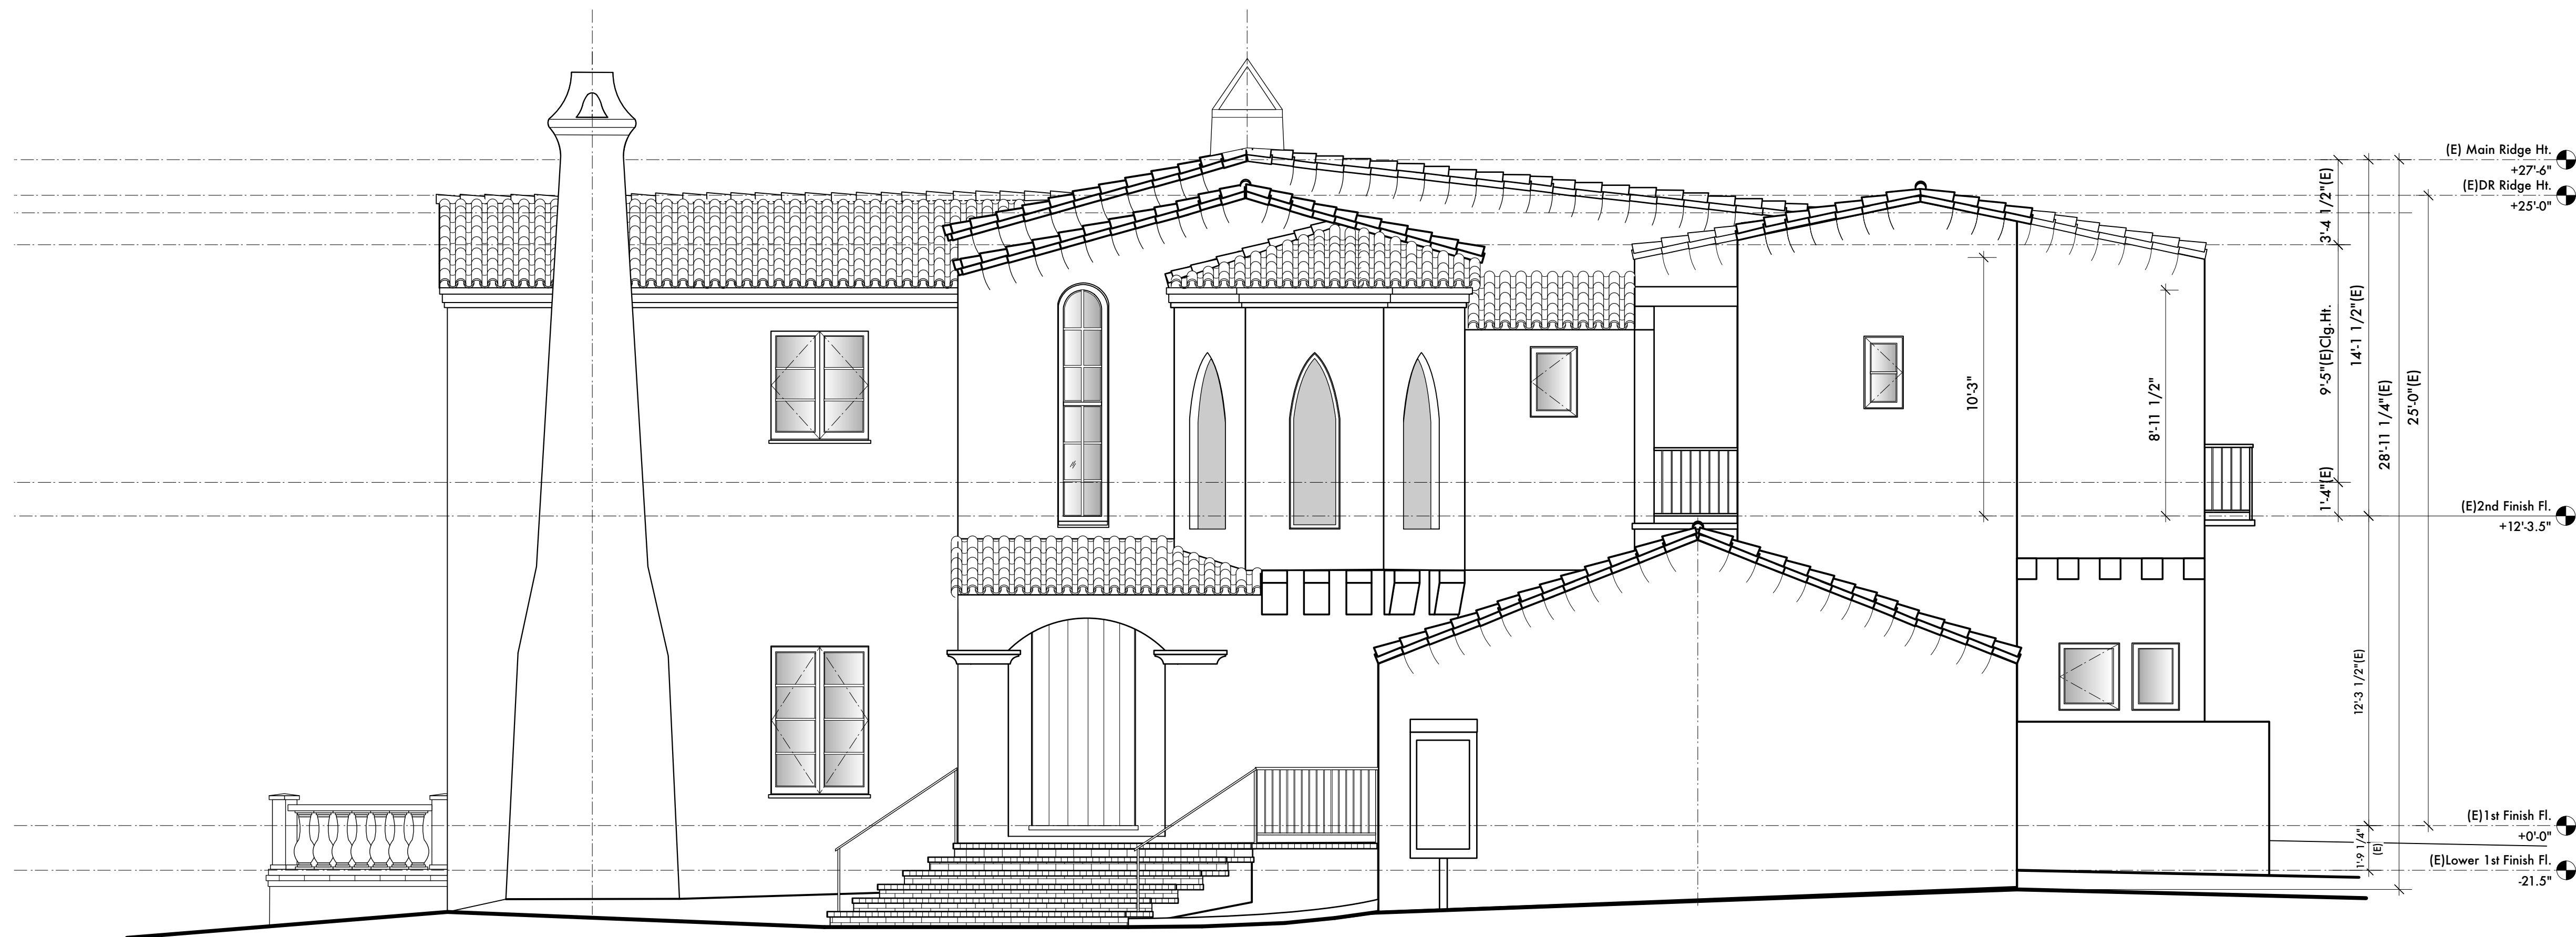 (E) Main Ridge Ht.
+27'-6"
(E)DR Ridge Ht.
+25'-0"
3'-4 1/2"(E)
9'-5"(E)Clg.Ht.
14'-1 1/2"(E)
28'-11 1/4"(E)
25'-0"(E)
10'-3"
8'-11 1/2"
1'-4"(E)
(E)2nd Finish Fl.
+12'-3.5"
12'-3 1/2"(E)
(E)1st Finish Fl.
+0'-0"
1'-9 1/4"
(E)
(E)Lower 1st Finish Fl.
-21.5"